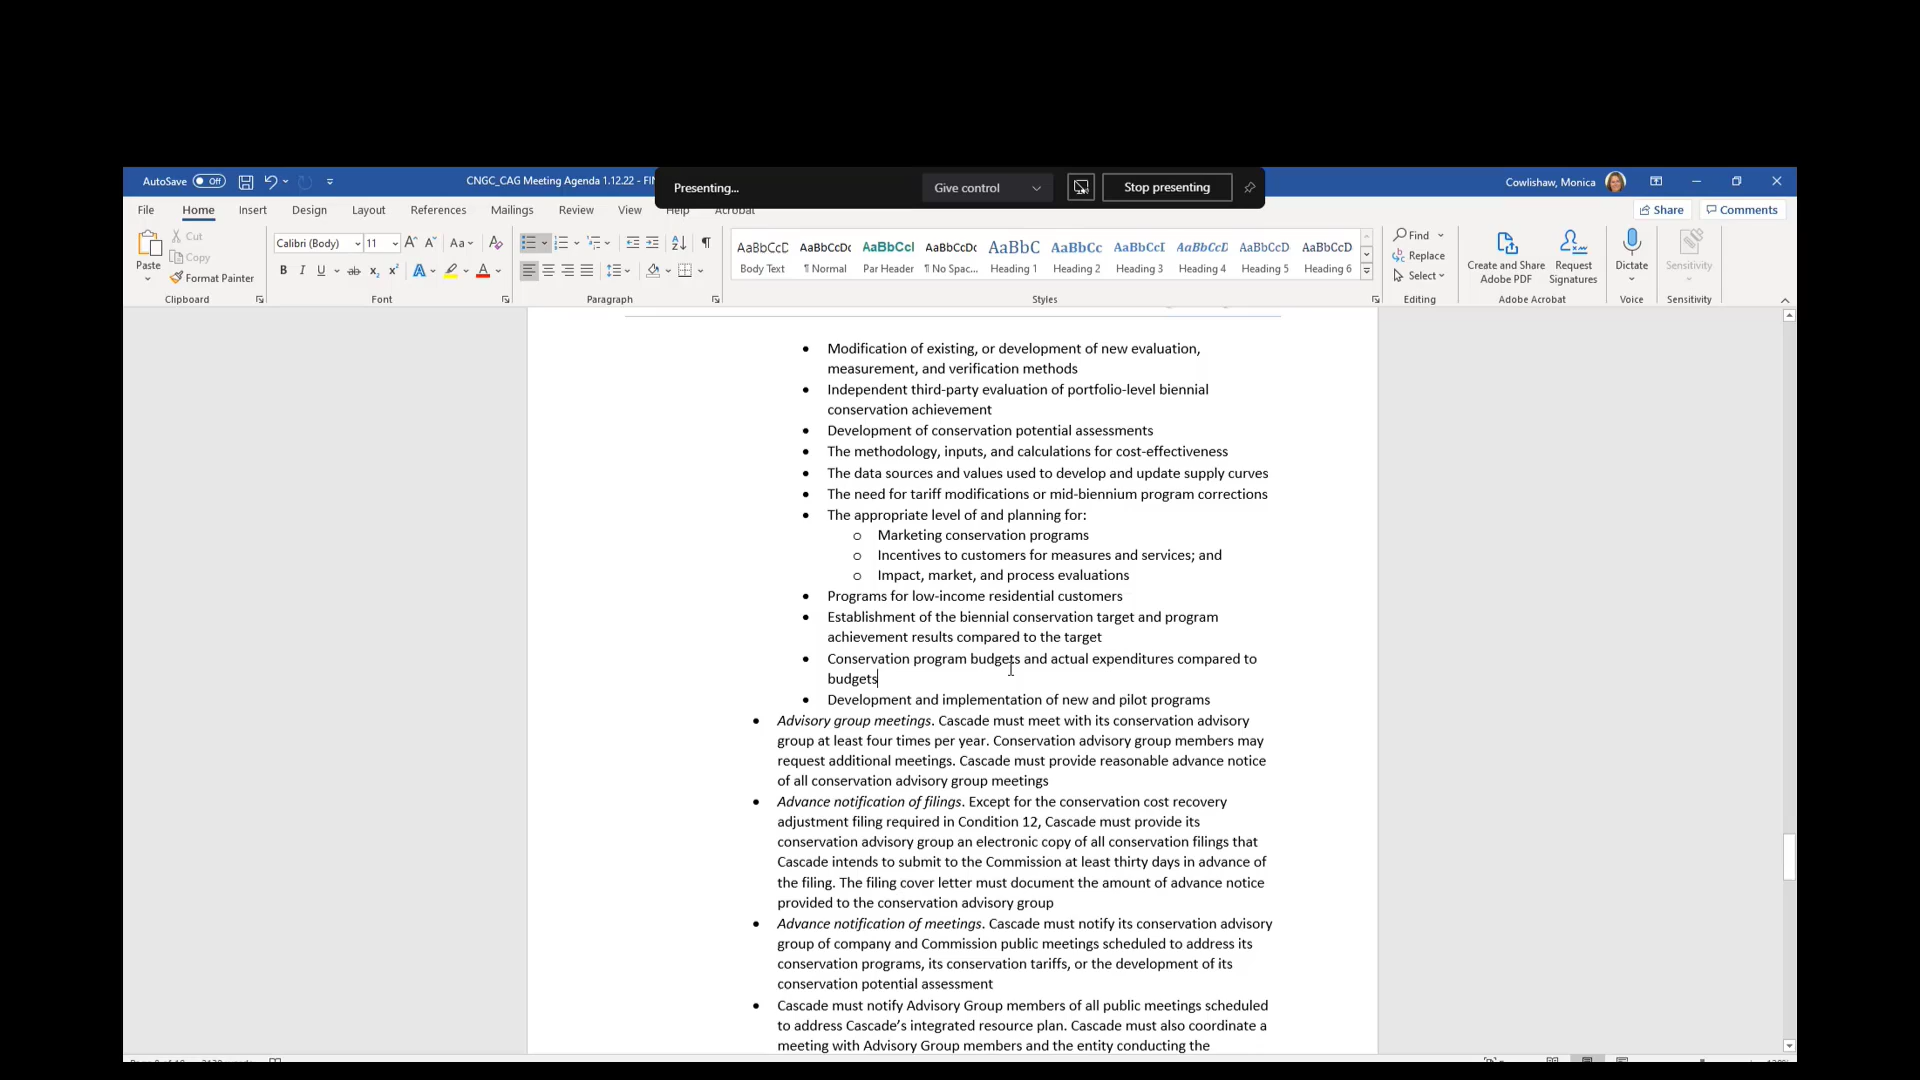 AutoSave Off
CNGC_CAG Meeting Agenda 1.12.22 - FIN
Presenting...
Give control
Stop presenting
Cowlishaw, Monica
File Home Insert Design Layout References Mailings Review View Help Acrobat
Share Comments
Paste
Cut
Copy
Format Painter
Clipboard
Calibri (Body) 11
Font
Paragraph
AaBbCcD AaBbCcDc AaBbCcI AaBbCcDc AaBbC AaBbCc AaBbCcI AaBbCcD AaBbCcD AaBbCcD
Body Text ¶ Normal Par Header ¶ No Spac... Heading 1 Heading 2 Heading 3 Heading 4 Heading 5 Heading 6
Styles
Find
Replace
Select
Editing
Create and Share
Adobe PDF
Request
Signatures
Adobe Acrobat
Dictate
Voice
Sensitivity
Sensitivity
• Modification of existing, or development of new evaluation,
measurement, and verification methods
• Independent third-party evaluation of portfolio-level biennial
conservation achievement
• Development of conservation potential assessments
• The methodology, inputs, and calculations for cost-effectiveness
• The data sources and values used to develop and update supply curves
• The need for tariff modifications or mid-biennium program corrections
• The appropriate level of and planning for:
o Marketing conservation programs
o Incentives to customers for measures and services; and
o Impact, market, and process evaluations
• Programs for low-income residential customers
• Establishment of the biennial conservation target and program
achievement results compared to the target
• Conservation program budgets and actual expenditures compared to
budgets
• Development and implementation of new and pilot programs
• Advisory group meetings. Cascade must meet with its conservation advisory
group at least four times per year. Conservation advisory group members may
request additional meetings. Cascade must provide reasonable advance notice
of all conservation advisory group meetings
• Advance notification of filings. Except for the conservation cost recovery
adjustment filing required in Condition 12, Cascade must provide its
conservation advisory group an electronic copy of all conservation filings that
Cascade intends to submit to the Commission at least thirty days in advance of
the filing. The filing cover letter must document the amount of advance notice
provided to the conservation advisory group
• Advance notification of meetings. Cascade must notify its conservation advisory
group of company and Commission public meetings scheduled to address its
conservation programs, its conservation tariffs, or the development of its
conservation potential assessment
• Cascade must notify Advisory Group members of all public meetings scheduled
to address Cascade’s integrated resource plan. Cascade must also coordinate a
meeting with Advisory Group members and the entity conducting the